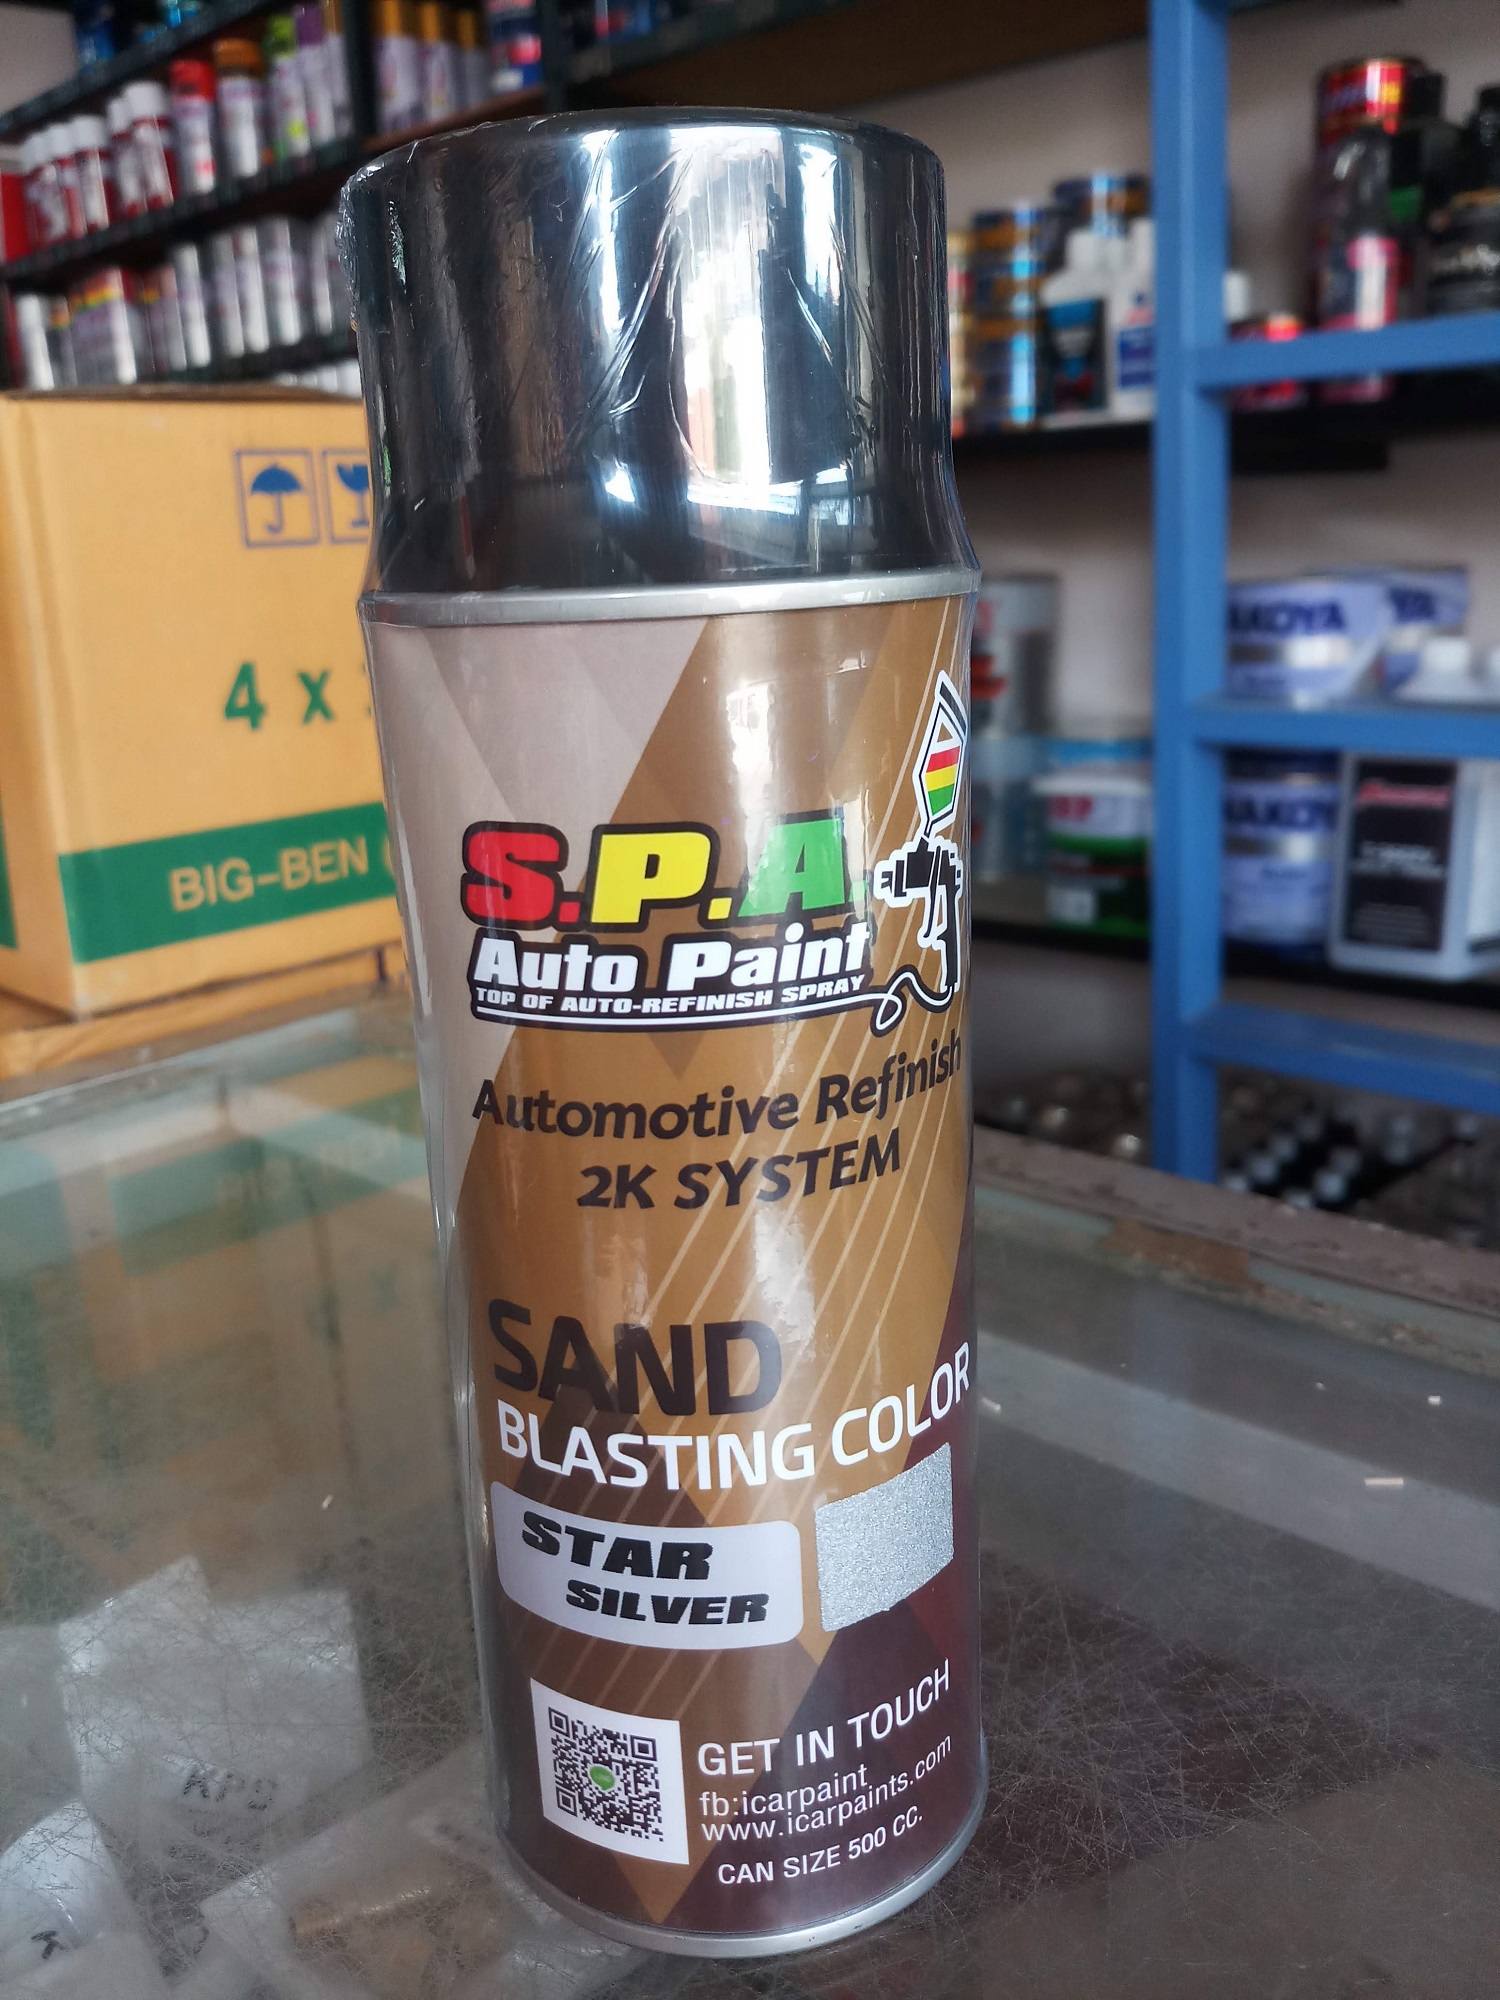 S.P.A.
Auto Paint
TOP OF AUTO-REFINISH SPRAY
Automotive Refinish
2K SYSTEM
SAND
BLASTING COLOR
STAR
SILVER
GET IN TOUCH
fb:icarpaint
www.icarpaints.com
CAN SIZE 500 CC.
4 x
BIG-BEN